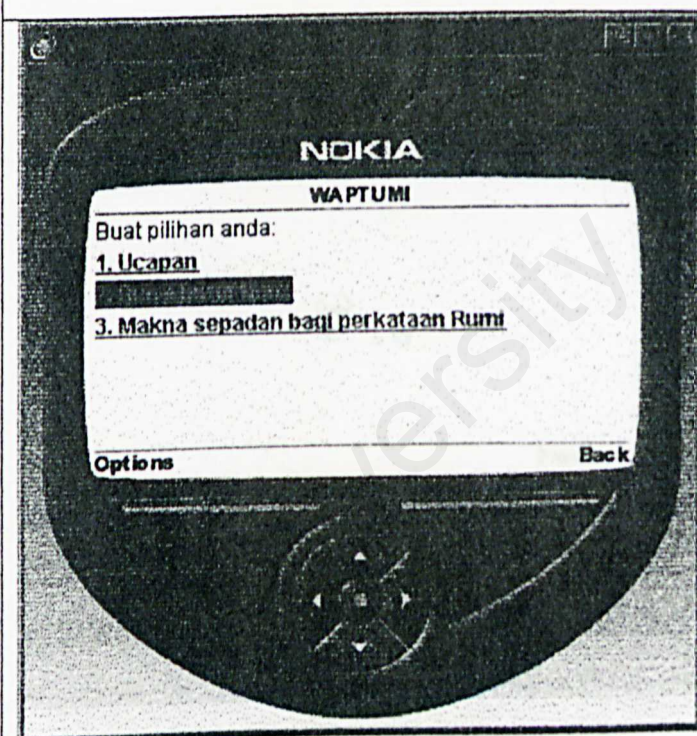 NOKIA
WAPTUMI
Buat pilihan anda:
1. Ucapan
3. Makna sepadan bagi perkataan Rumi
Options Back